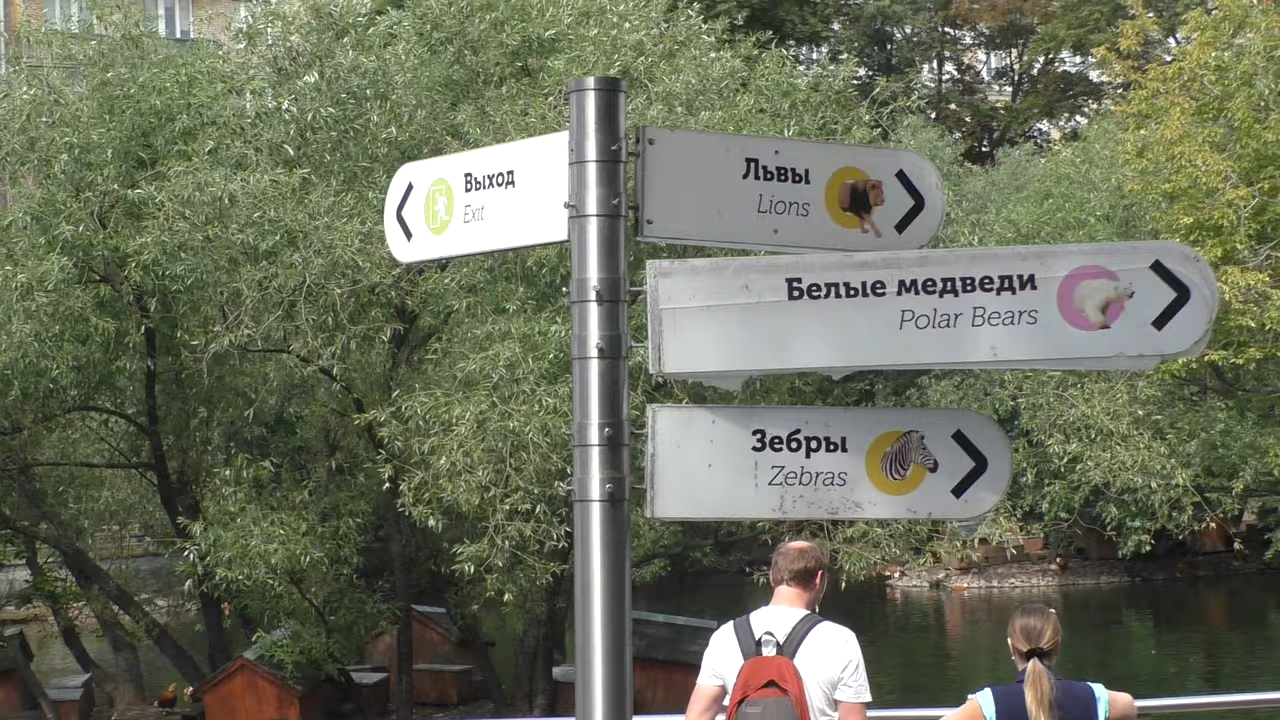 Выход
Exit
Львы
Lions
Белые медведи
Polar Bears
Зебры
Zebras